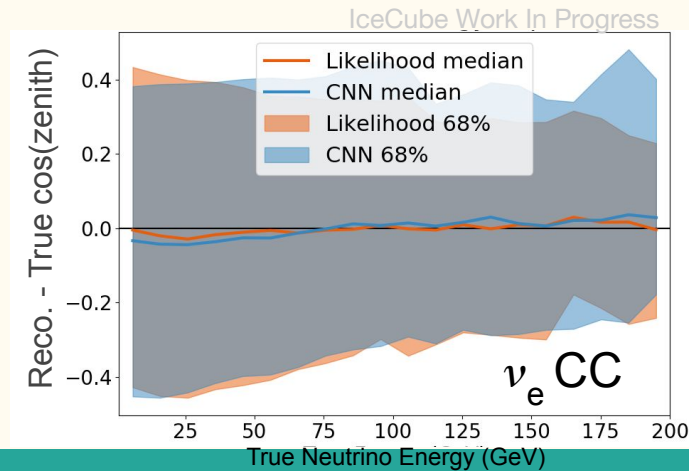 IceCube Work In Progress
Reco. - True cos(zenith)
0.4
0.2
0.0
−0.2
−0.4
Likelihood median
CNN median
Likelihood 68%
CNN 68%
νe CC
25 50 75 100 125 150 175 200
True Neutrino Energy (GeV)